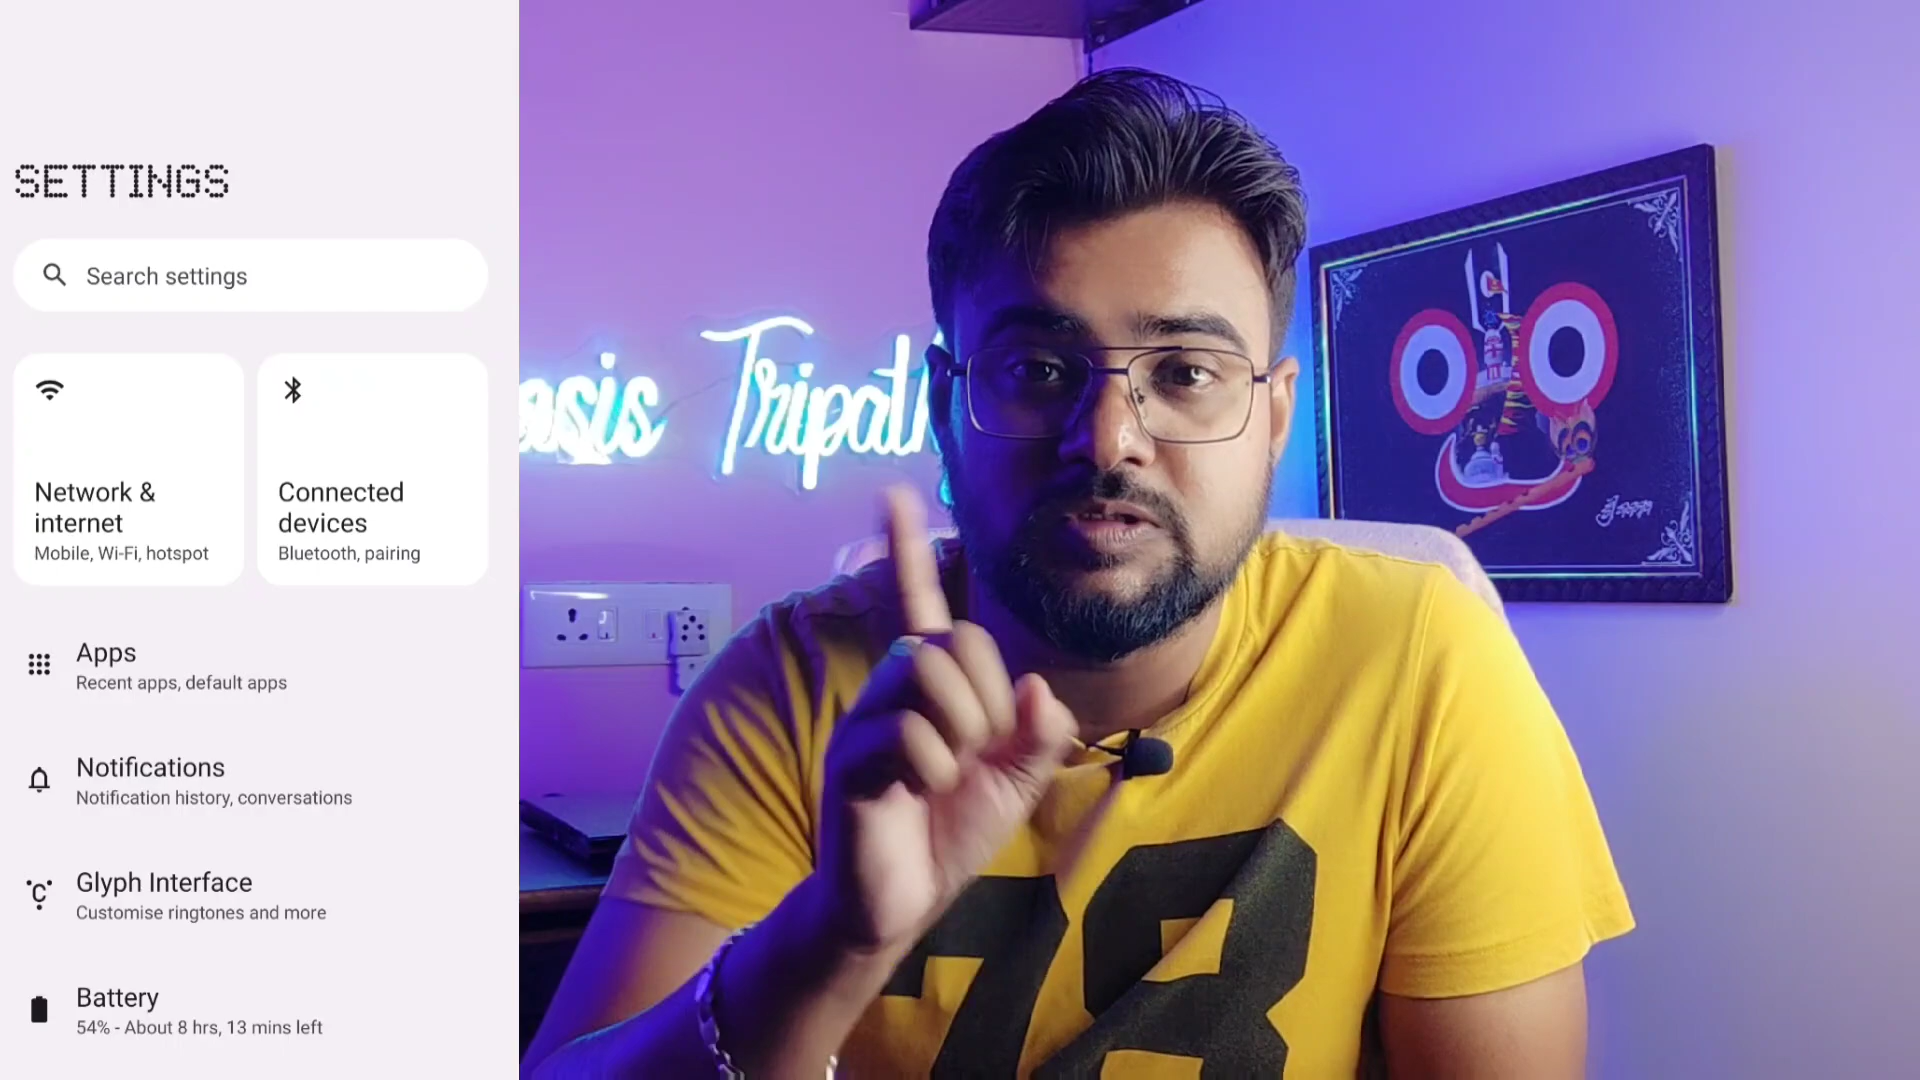 SETTINGS
Search settings
Network &
internet
Mobile, Wi-Fi, hotspot
Connected
devices
Bluetooth, pairing
Apps
Recent apps, default apps
Notifications
Notification history, conversations
Glyph Interface
Customise ringtones and more
Battery
54% - About 8 hrs, 13 mins left
Tripath
78